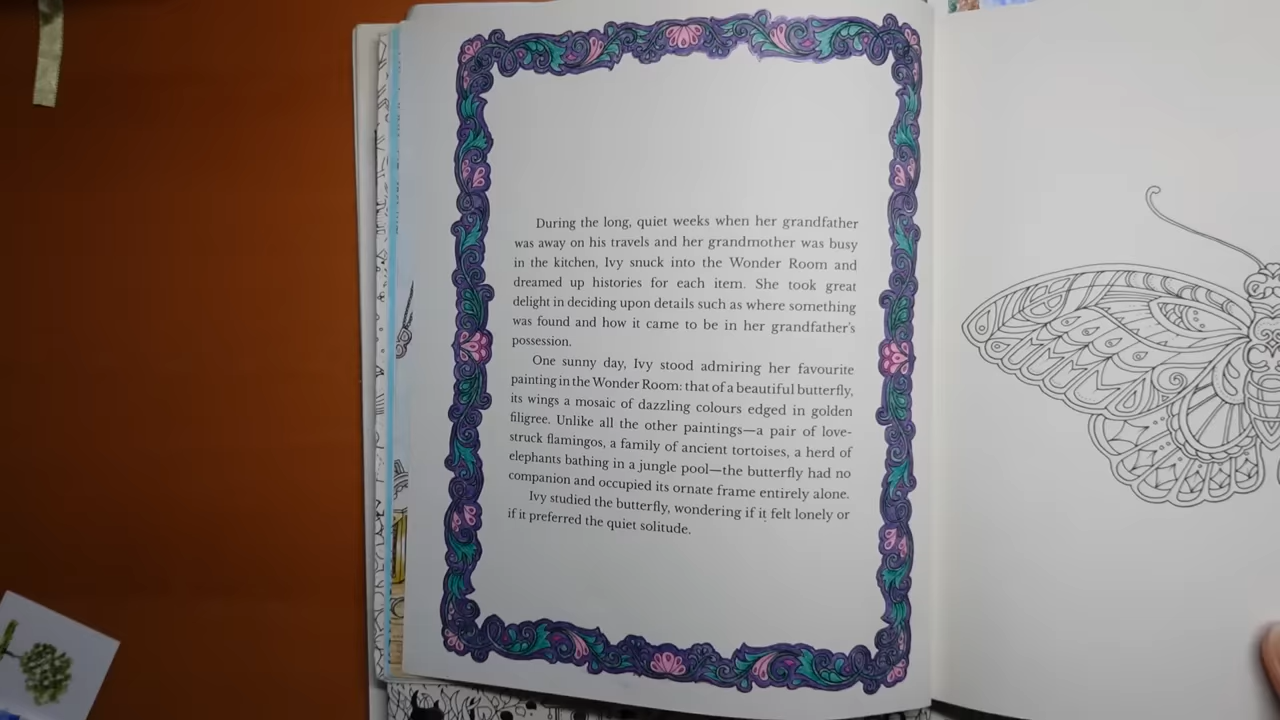 During the long, quiet weeks when her grandfather
was away on his travels and her grandmother was busy
in the kitchen, Ivy snuck into the Wonder Room and
dreamed up histories for each item. She took great
delight in deciding upon details such as where something
was found and how it came to be in her grandfather's
possession.
One sunny day, Ivy stood admiring her favourite
painting in the Wonder Room: that of a beautiful butterfly,
its wings a mosaic of dazzling colours edged in golden
filigree. Unlike all the other paintings—a pair of love-
struck flamingos, a family of ancient tortoises, a herd of
elephants bathing in a jungle pool—the butterfly had no
companion and occupied its ornate frame entirely alone.
Ivy studied the butterfly, wondering if it felt lonely or
if it preferred the quiet solitude.